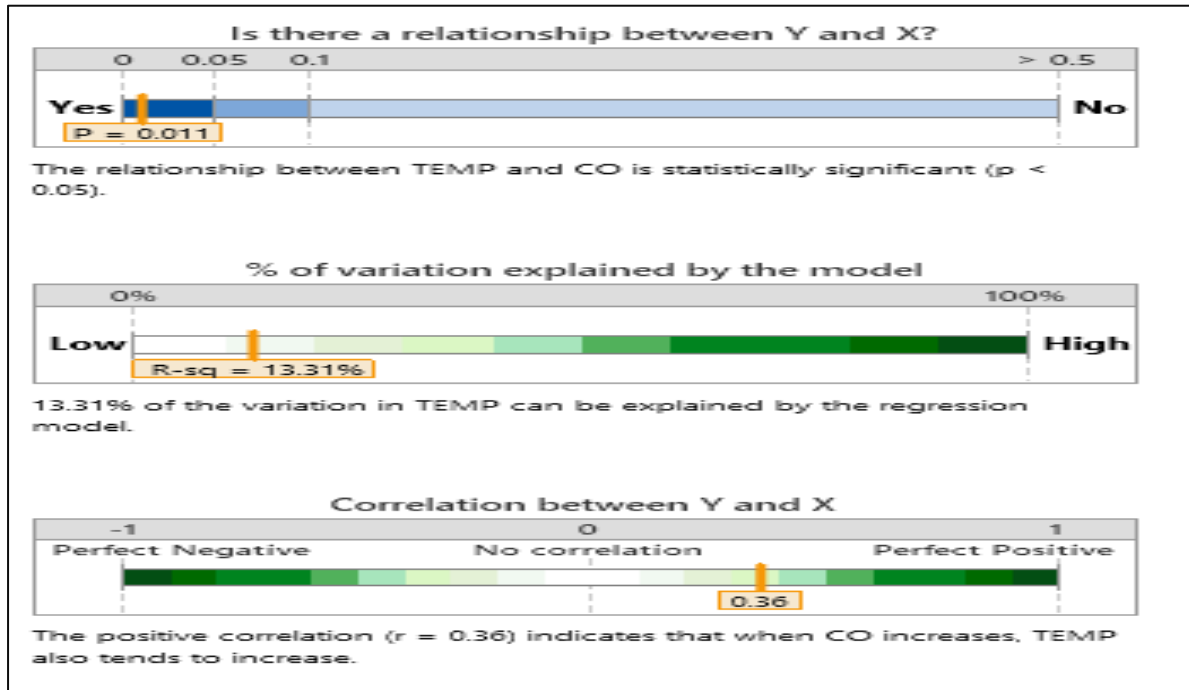 Is there a relationship between Y and X?
0 0.05 0.1 > 0.5
Yes No
P = 0.011
The relationship between TEMP and CO is statistically significant (p <
0.05).
% of variation explained by the model
0% 100%
Low High
R-sq = 13.31%
13.31% of the variation in TEMP can be explained by the regression
model.
Correlation between Y and X
-1 0 1
Perfect Negative No correlation Perfect Positive
0.36
The positive correlation (r = 0.36) indicates that when CO increases, TEMP
also tends to increase.